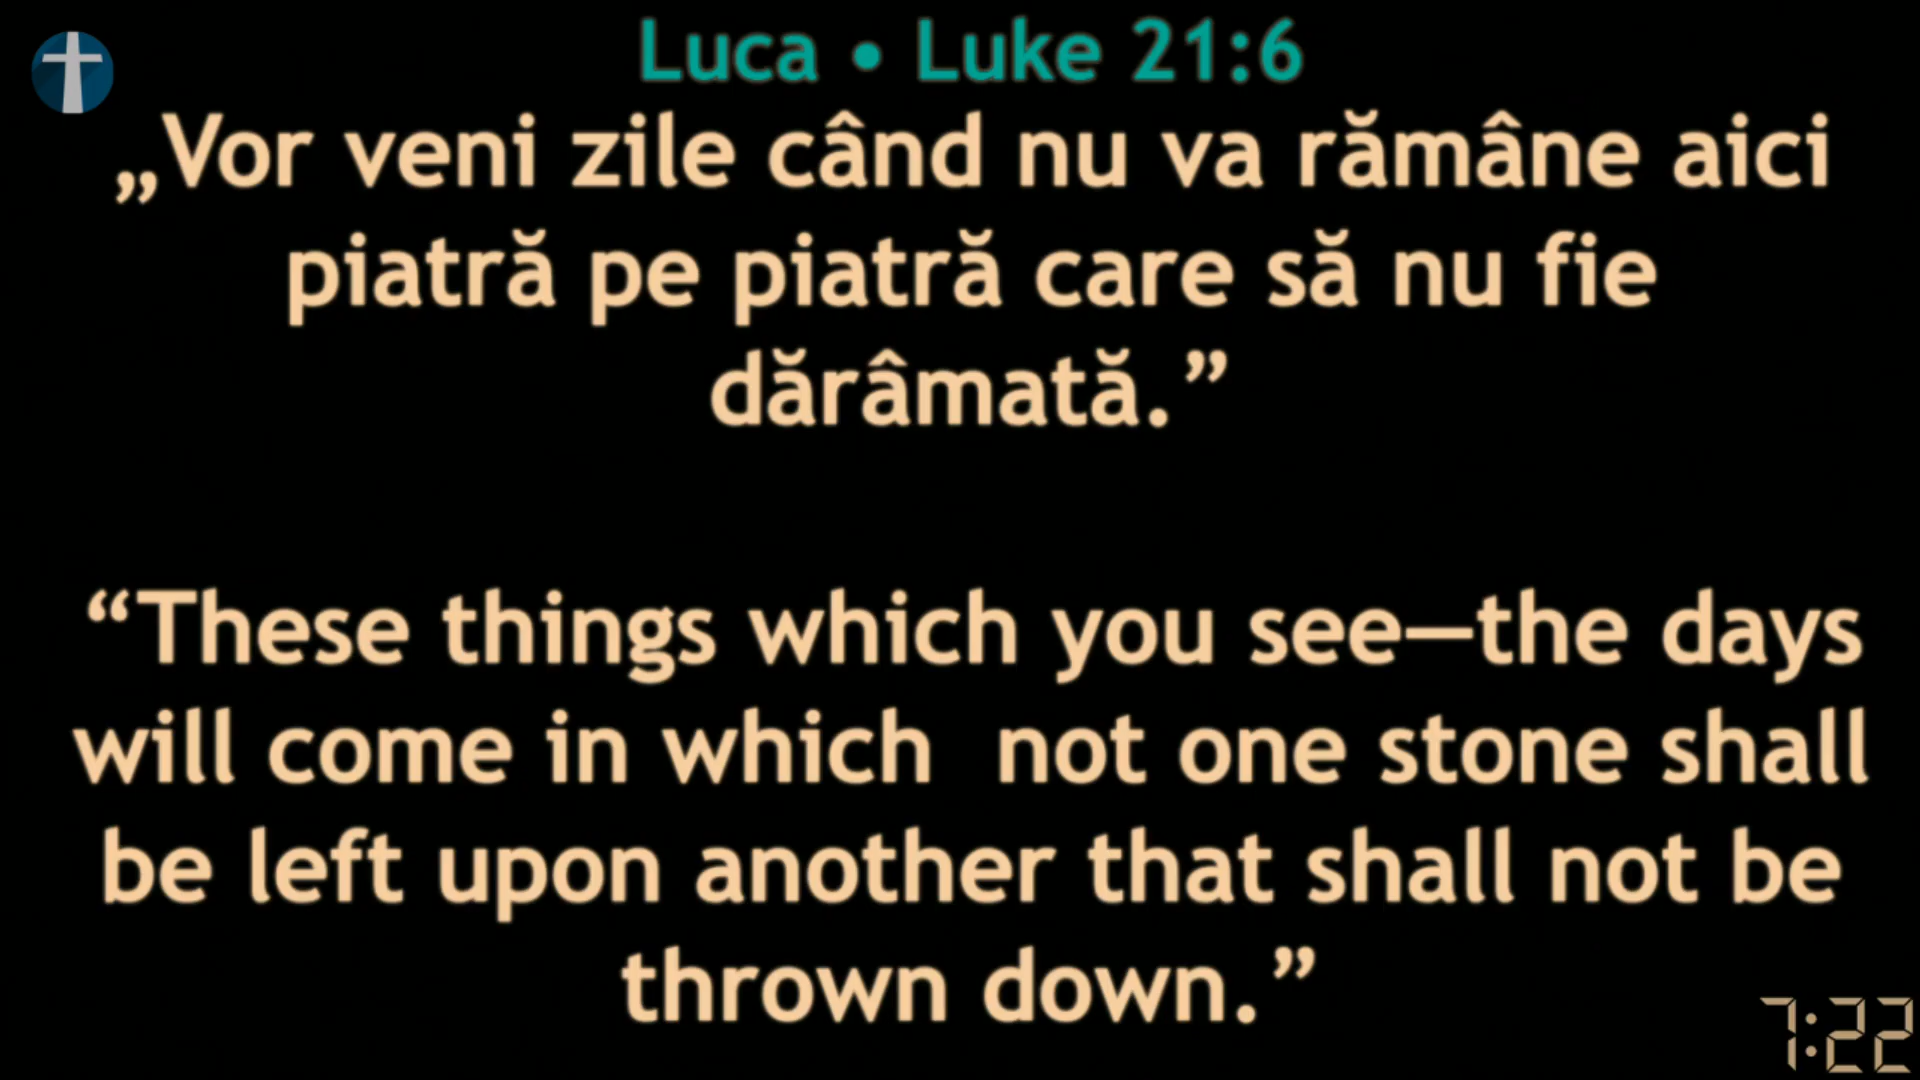 Luca • Luke 21:6
„Vor veni zile când nu va rămâne aici
piatră pe piatră care să nu fie
dărâmată.”
“These things which you see—the days
will come in which  not one stone shall
be left upon another that shall not be
thrown down.”
7:22